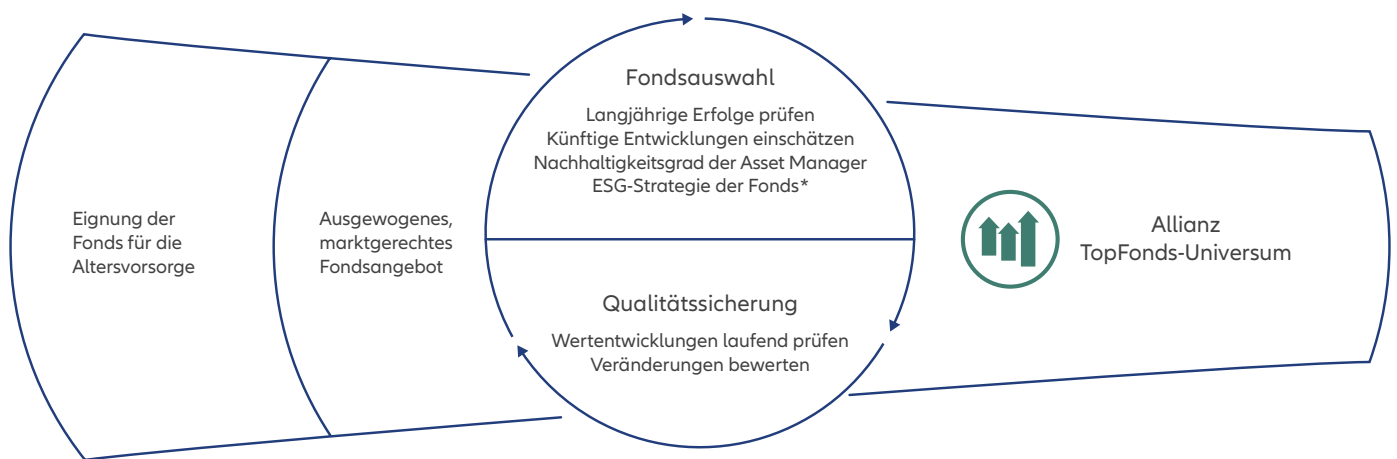 Eignung der
Fonds für die
Altersvorsorge
Ausgewogenes,
marktgerechtes
Fondsangebot
Fondsauswahl
Langjährige Erfolge prüfen
Künftige Entwicklungen einschätzen
Nachhaltigkeitsgrad der Asset Manager
ESG-Strategie der Fonds*
Qualitätssicherung
Wertentwicklungen laufend prüfen
Veränderungen bewerten
Allianz
TopFonds-Universum